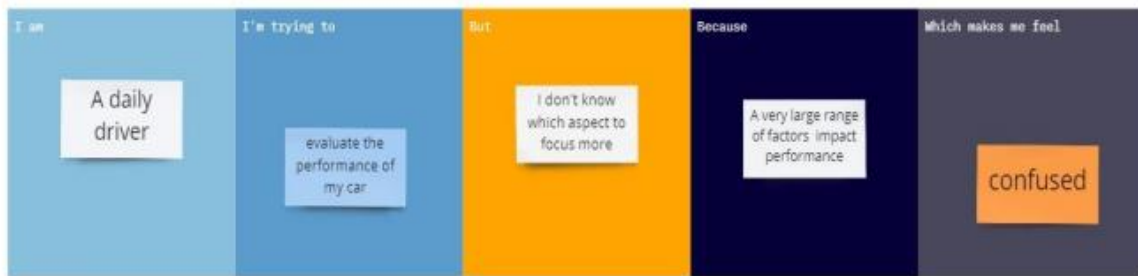 I am
A daily
driver
I'm trying to
evaluate the
performance of
my car
But
I don't know
which aspect to
focus more
Because
A very large range
of factors impact
performance
Which makes me feel
confused